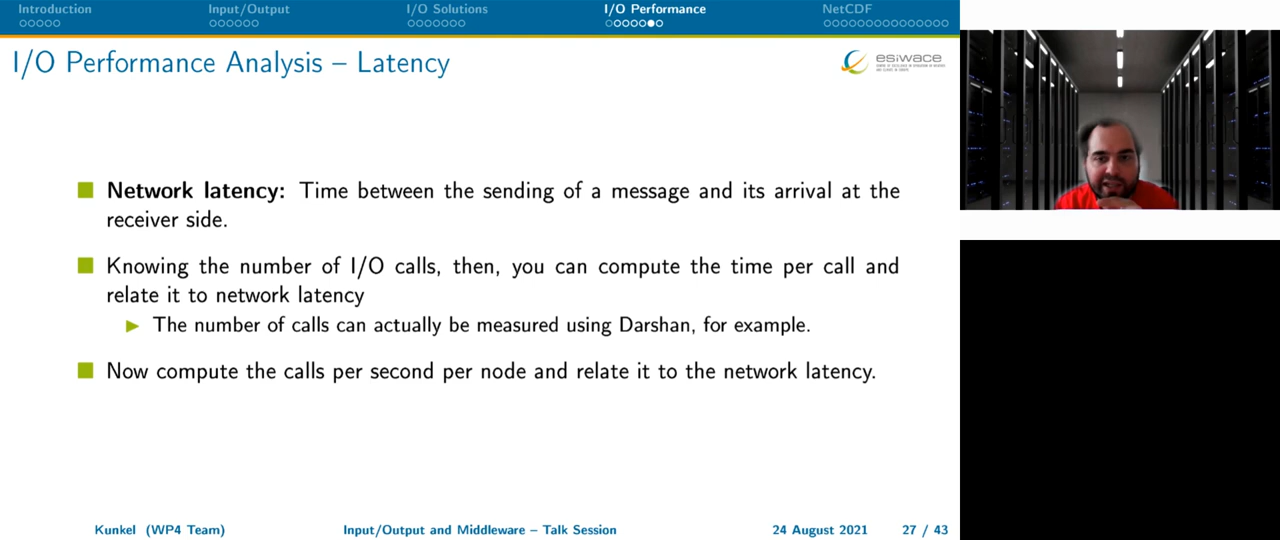 Introduction Input/Output I/O Solutions I/O Performance NetCDF
I/O Performance Analysis – Latency
esiwace
Network latency: Time between the sending of a message and its arrival at the
receiver side.
Knowing the number of I/O calls, then, you can compute the time per call and
relate it to network latency
The number of calls can actually be measured using Darshan, for example.
Now compute the calls per second per node and relate it to the network latency.
Kunkel (WP4 Team) Input/Output and Middleware – Talk Session 24 August 2021 27 / 43